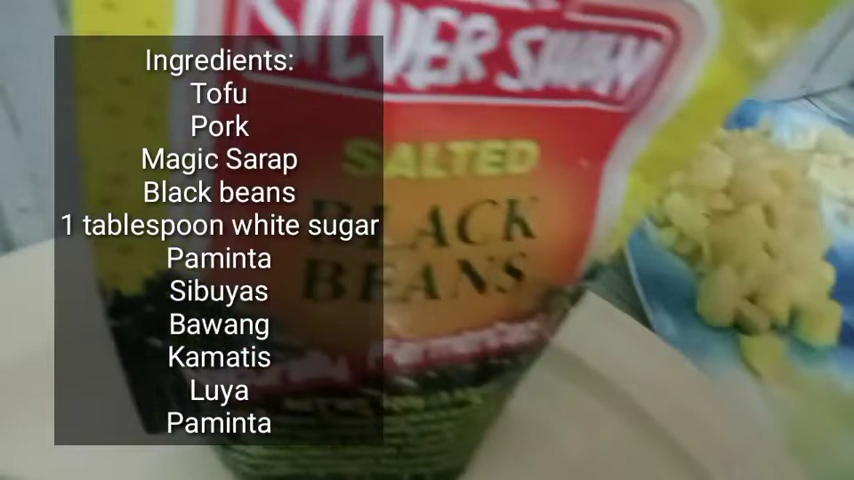 Ingredients:
Tofu
Pork
Magic Sarap
Black beans
1 tablespoon white sugar
Paminta
Sibuyas
Bawang
Kamatis
Luya
Paminta
SILVER SWAN
SALTED
BLACK
BEANS